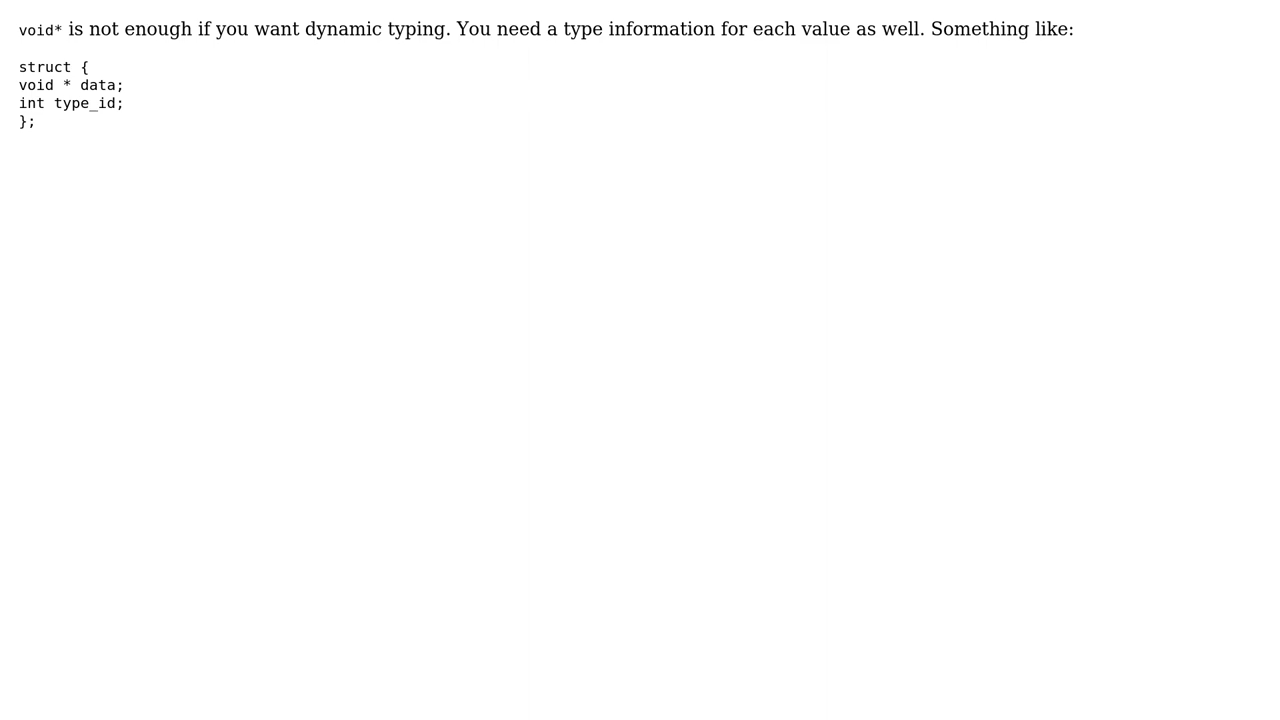 void* is not enough if you want dynamic typing. You need a type information for each value as well. Something like:
struct {
void * data;
int type_id;
};